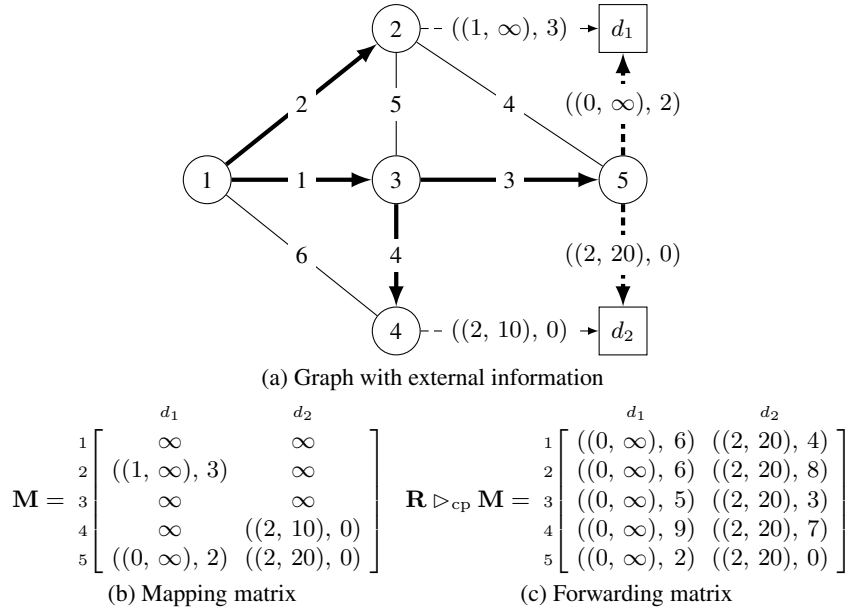 2 ((1, ∞), 3) d₁
2 5 4 ((0, ∞), 2)
1 1 3 3 5
6 4 ((2, 20), 0)
4 ((2, 10), 0) d₂
(a) Graph with external information
d₁ d₂
1 ∞ ∞
2 ((1, ∞), 3) ∞
M = 3 ∞ ∞
4 ∞ ((2, 10), 0)
5 ((0, ∞), 2) ((2, 20), 0)
(b) Mapping matrix
d₁ d₂
1 ((0, ∞), 6) ((2, 20), 4)
2 ((0, ∞), 6) ((2, 20), 8)
R ▷cp M = 3 ((0, ∞), 5) ((2, 20), 3)
4 ((0, ∞), 9) ((2, 20), 7)
5 ((0, ∞), 2) ((2, 20), 0)
(c) Forwarding matrix